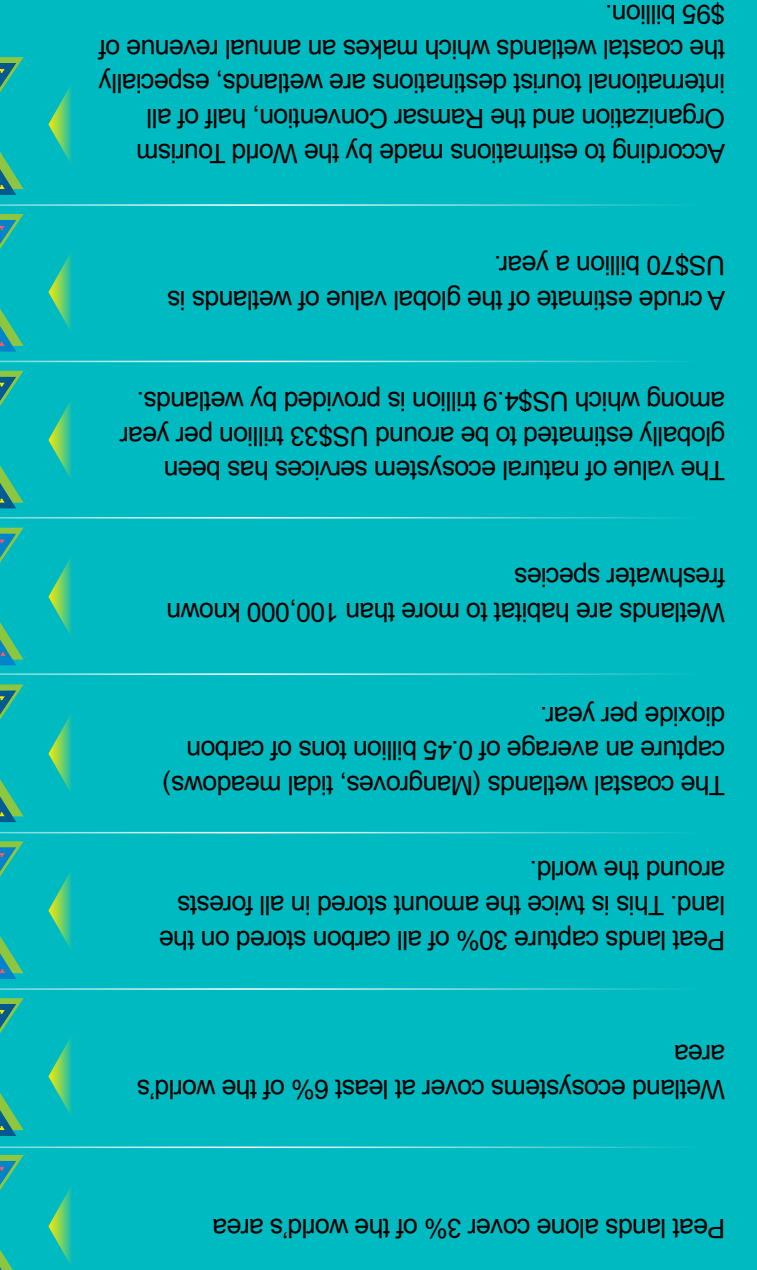 Peat lands alone cover 3% of the world's area
Wetland ecosystems cover at least 6% of the world's
area
Peat lands capture 30% of all carbon stored on the
land. This is twice the amount stored in all forests
around the world.
The coastal wetlands (Mangroves, tidal meadows)
capture an average of 0.45 billion tons of carbon
dioxide per year.
Wetlands are habitat to more than 100,000 known
freshwater species
The value of natural ecosystem services has been
globally estimated to be around US$33 trillion per year
among which US$4.9 trillion is provided by wetlands.
A crude estimate of the global value of wetlands is
US$70 billion a year.
According to estimations made by the World Tourism
Organization and the Ramsar Convention, half of all
international tourist destinations are wetlands, especially
the coastal wetlands which makes an annual revenue of
$95 billion.